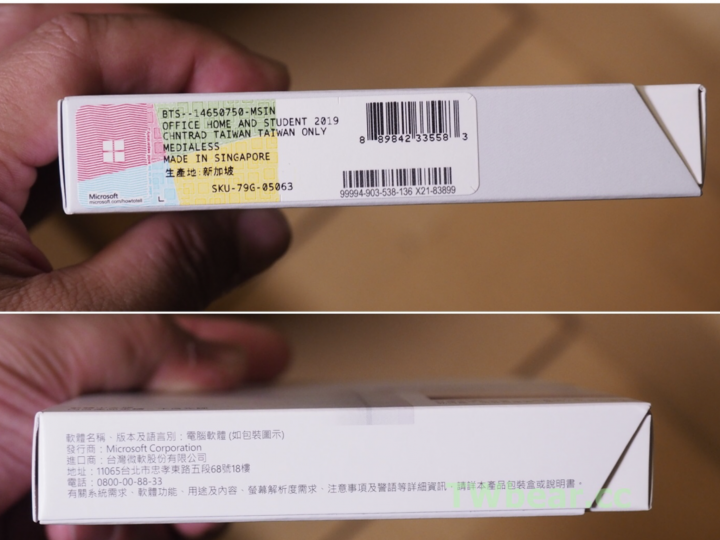 BTS--14650750-MSIN
OFFICE HOME AND STUDENT 2019
CHNTRAD TAIWAN TAIWAN ONLY
MEDIALESS
MADE IN SINGAPORE
生產地:新加坡
SKU-79G-05063
Microsoft
microsoft.com/howtotell
8 89842 33558 3
99994-903-538-136 X21-83899
軟體名稱、版本及語言別：電腦軟體 (如包裝圖示)
發行商：Microsoft Corporation
進口商：台灣微軟股份有限公司
地址：11065台北市忠孝東路五段68號18樓
電話：0800-00-88-33
有關系統需求、軟體功能、用途及內容、螢幕解析度需求、注意事項及警語等詳細資訊，請詳本產品包裝盒或說明書。
TWbear.cc